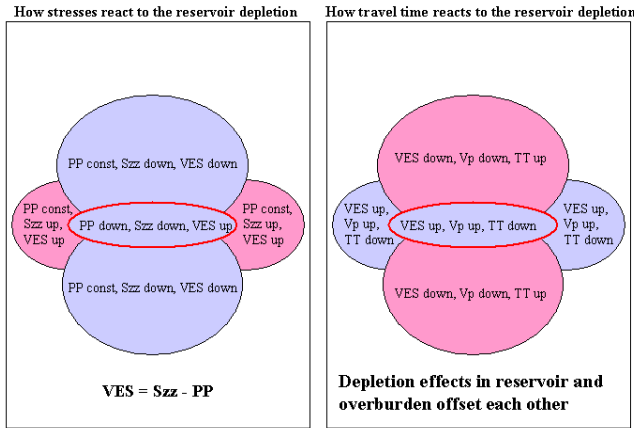 How stresses react to the reservoir depletion
PP const, Szz down, VES down
PP const,
Szz up,
VES up
PP down, Szz down, VES up
PP const,
Szz up,
VES up
PP const, Szz down, VES down
VES = Szz - PP
How travel time reacts to the reservoir depletion
VES down, Vp down, TT up
VES up,
Vp up,
TT down
VES up, Vp up, TT down
VES up,
Vp up,
TT down
VES down, Vp down, TT up
Depletion effects in reservoir and
overburden offset each other